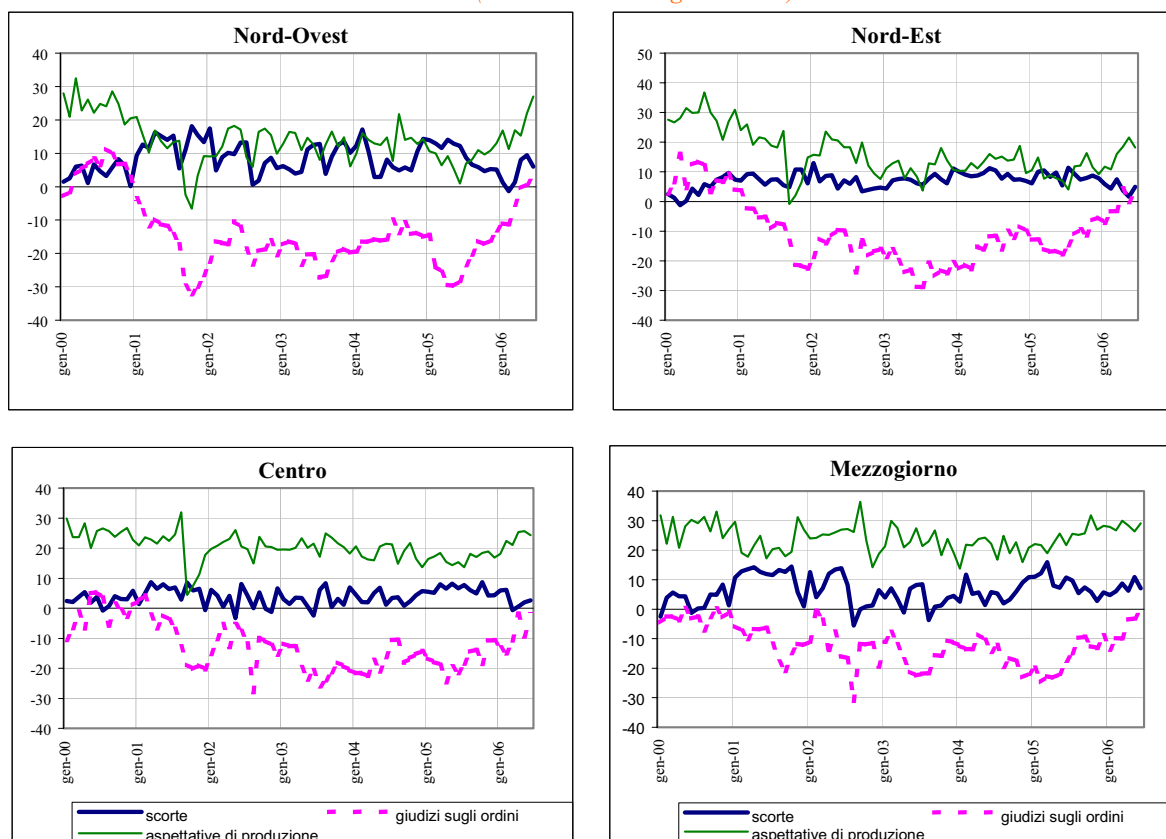 Nord-Ovest
40
30
20
10
0
-10
-20
-30
-40
gen-00
gen-01
gen-02
gen-03
gen-04
gen-05
gen-06
Nord-Est
50
40
30
20
10
0
-10
-20
-30
-40
gen-00
gen-01
gen-02
gen-03
gen-04
gen-05
gen-06
Centro
40
30
20
10
0
-10
-20
-30
-40
gen-00
gen-01
gen-02
gen-03
gen-04
gen-05
gen-06
scorte
giudizi sugli ordini
aspettative di produzione
Mezzogiorno
40
30
20
10
0
-10
-20
-30
-40
gen-00
gen-01
gen-02
gen-03
gen-04
gen-05
gen-06
scorte
giudizi sugli ordini
aspettative di produzione